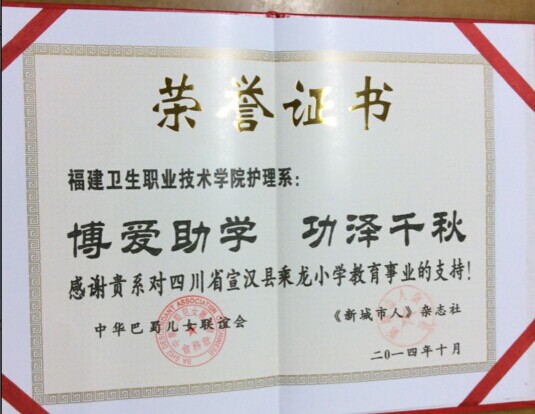 荣誉证书
福建卫生职业技术学院护理系：
博爱助学 功泽千秋
感谢贵系对四川省宣汉县乘龙小学教育事业的支持！
中华巴蜀儿女联谊会 《新城市人》杂志社
二〇一四年十月